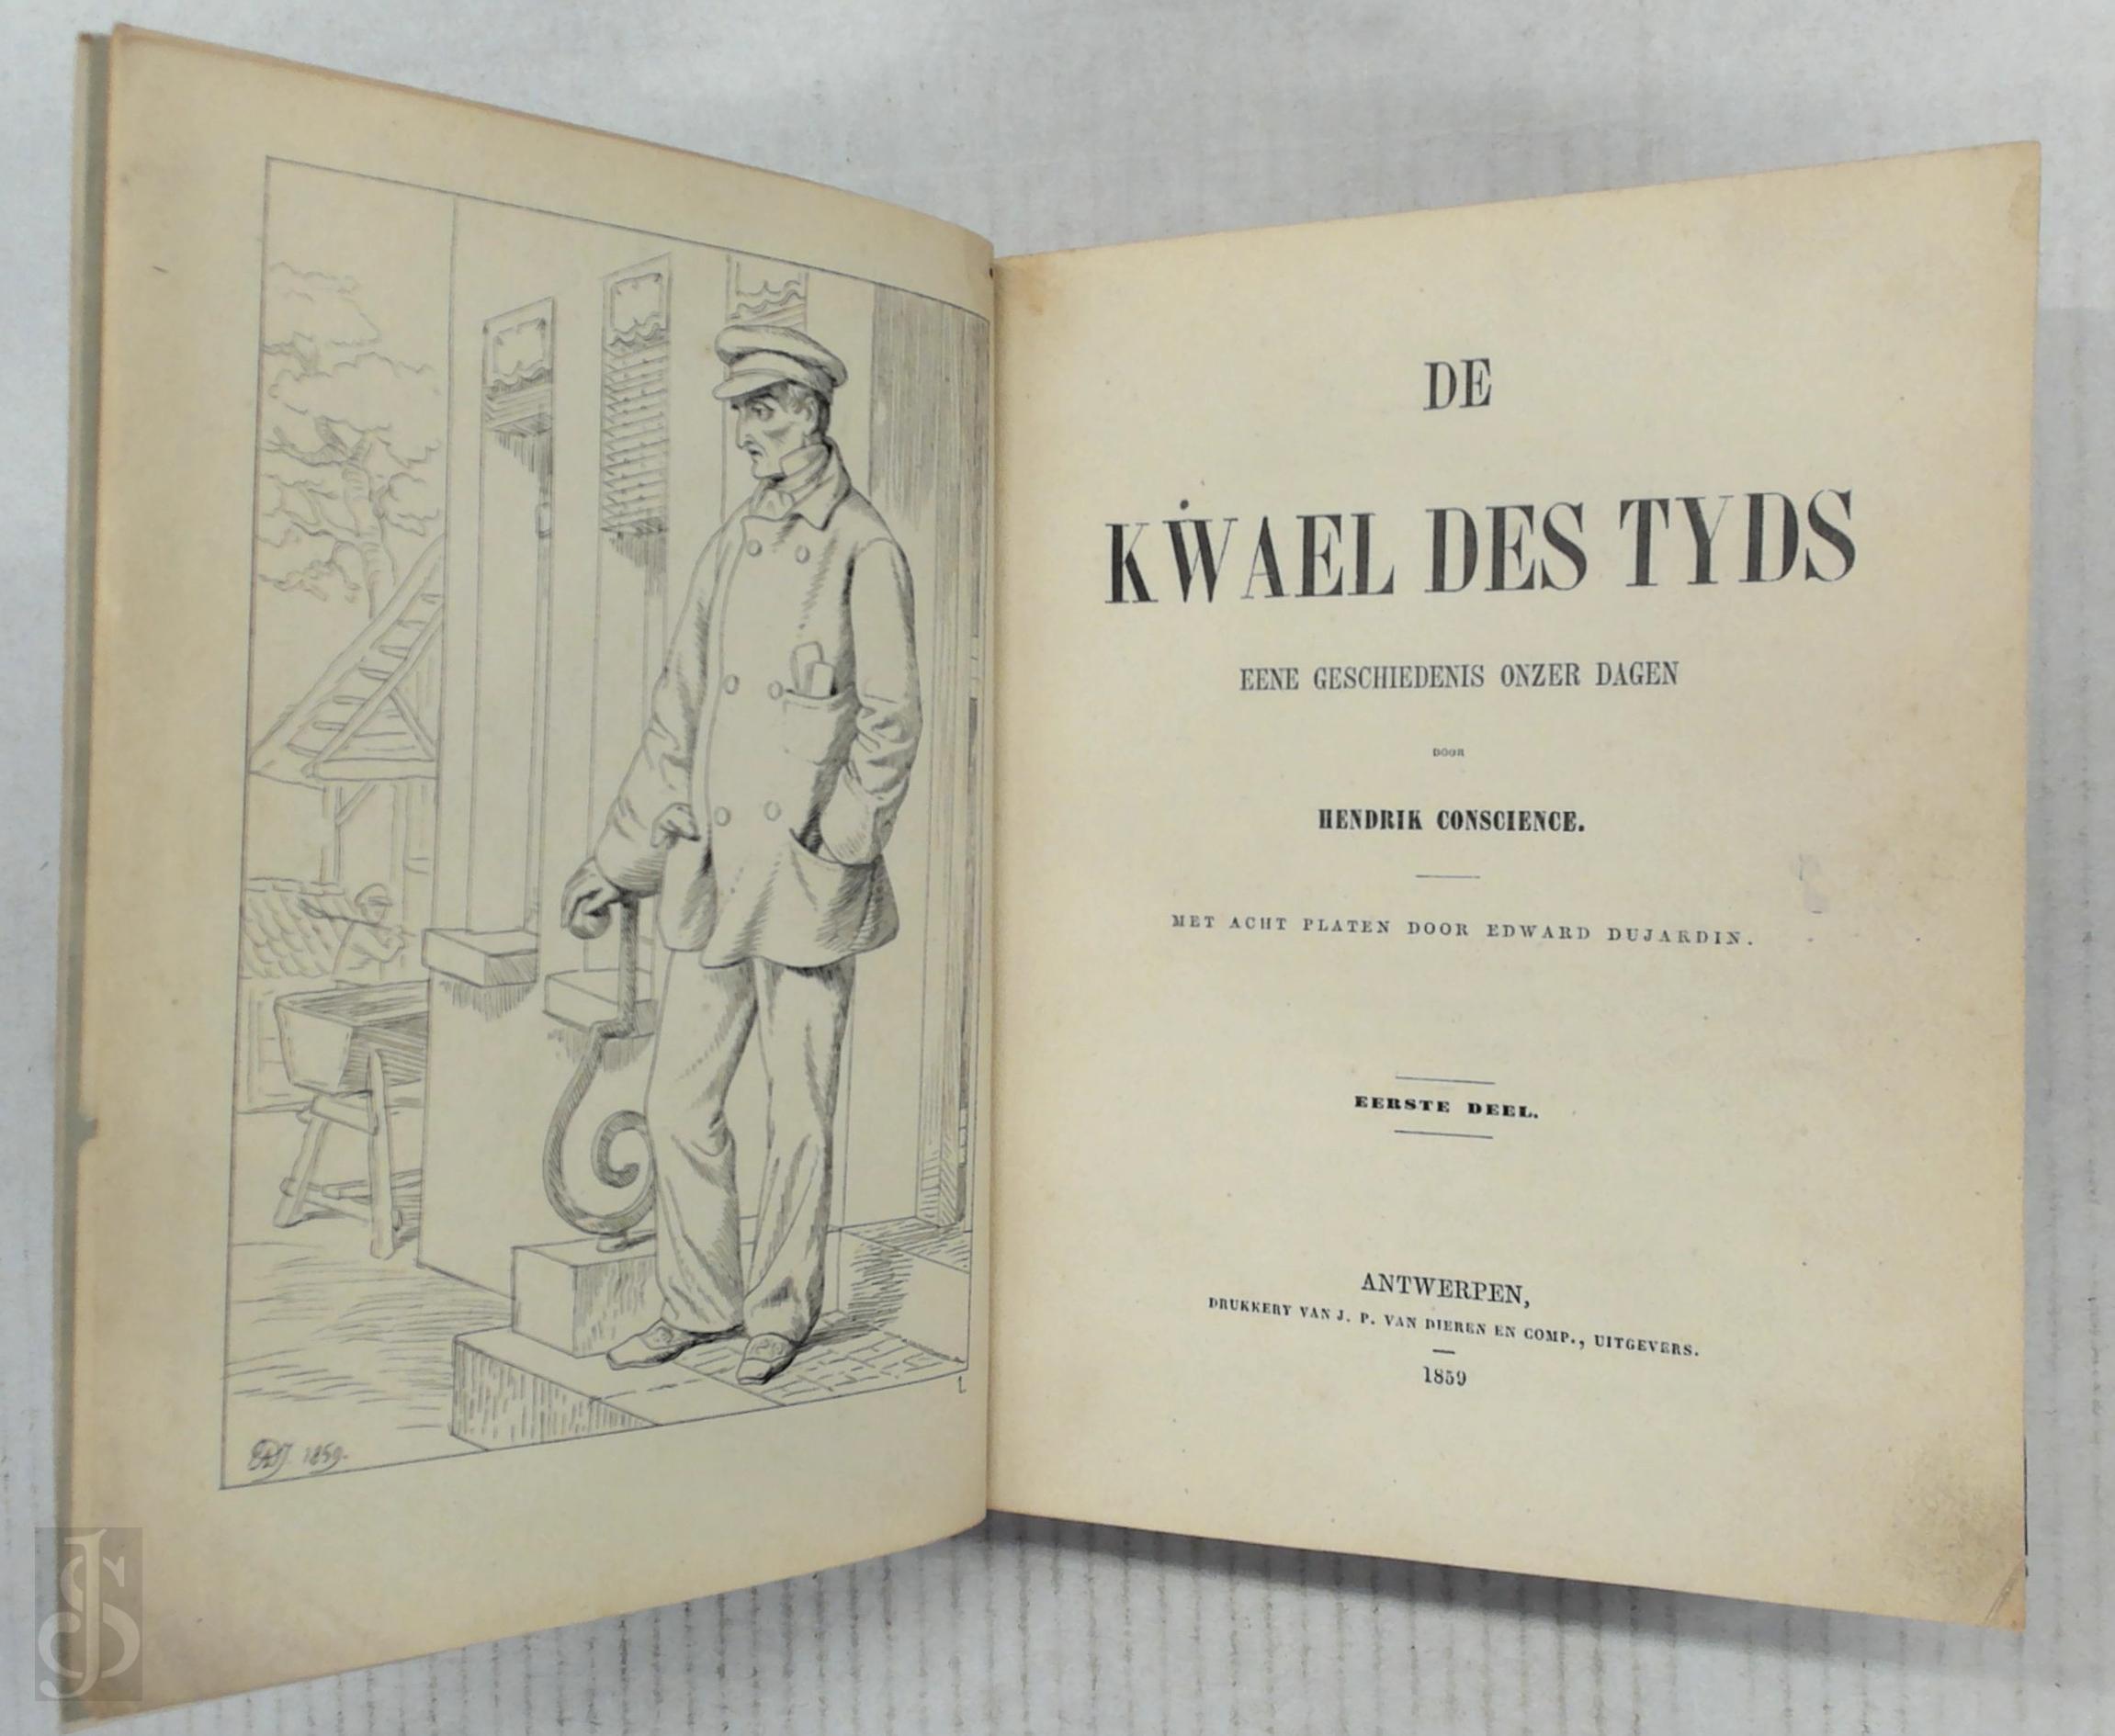 1859.
1
DE
KWAEL DES TYDS
EENE GESCHIEDENIS ONZER DAGEN
DOOR
HENDRIK CONSCIENCE.
MET ACHT PLATEN DOOR EDWARD DUJARDIN.
EERSTE DEEL.
ANTWERPEN,
DRUKKERY VAN J. P. VAN DIEREN EN COMP., UITGEVERS.
1859